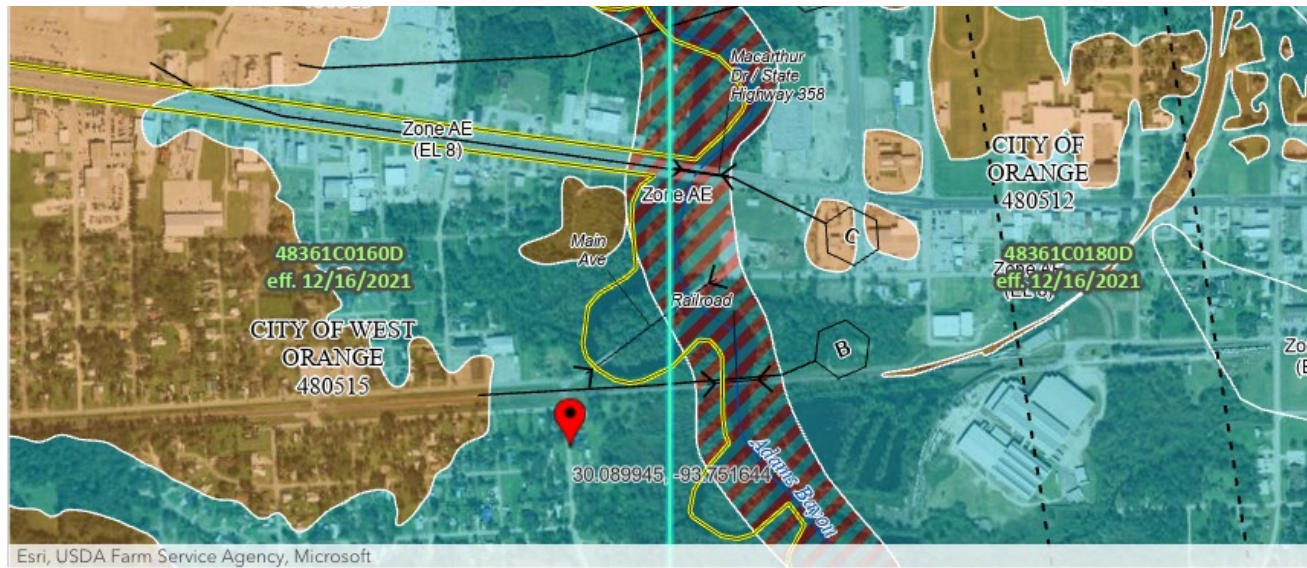 Macarthur
Dr / State
Highway 358
Zone AE
(EL 8)
CITY OF
ORANGE
480512
Zone AE
Main
Ave
C
48361C0160D
eff. 12/16/2021
48361C0180D
eff. 12/16/2021
Railroad
CITY OF WEST
ORANGE
480515
B
30.089945, -93.751644
Adams Bayou
Esri, USDA Farm Service Agency, Microsoft